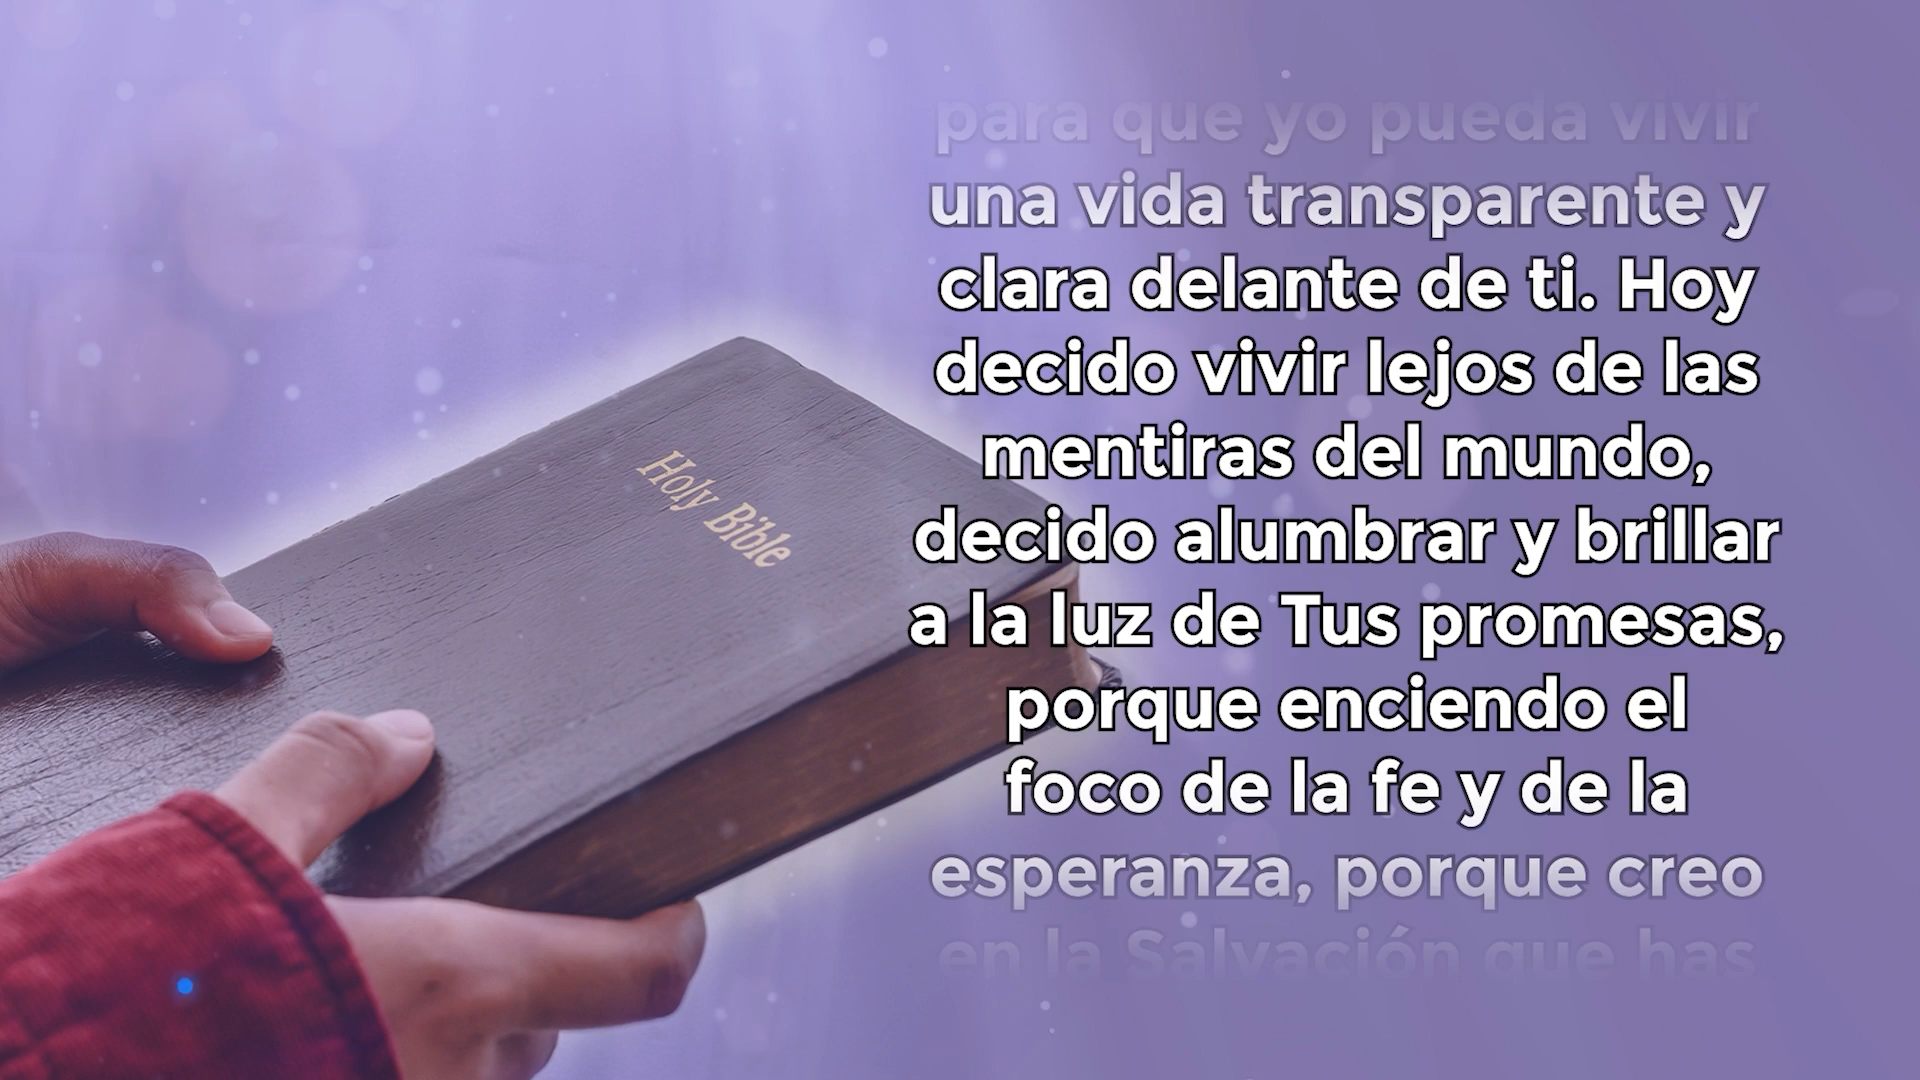 Holy Bible
para que yo pueda vivir
una vida transparente y
clara delante de ti. Hoy
decido vivir lejos de las
mentiras del mundo,
decido alumbrar y brillar
a la luz de Tus promesas,
porque enciendo el
foco de la fe y de la
esperanza, porque creo
en la Salvación que has